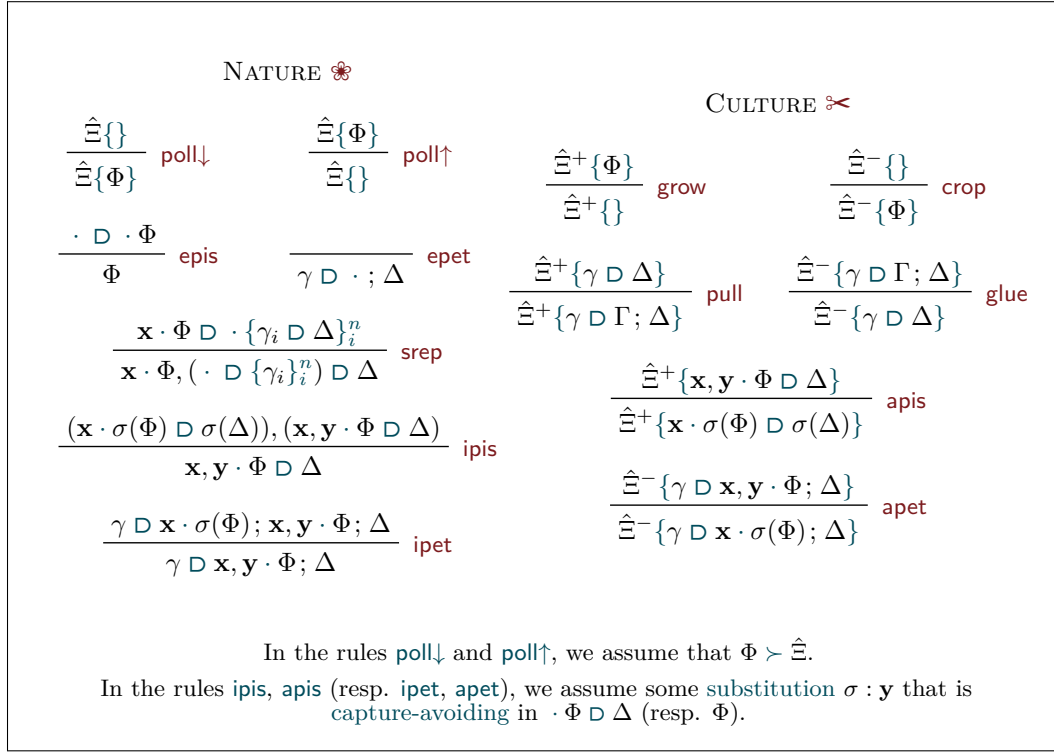 NATURE ❀
Ξ̂{}
Ξ̂{Φ}
poll↓
Ξ̂{Φ}
Ξ̂{}
poll↑
· ⊃ · Φ
Φ
epis
γ ⊃ · ; Δ
epet
x · Φ ⊃ · {γᵢ ⊃ Δ}ᵢⁿ
x · Φ, ( · ⊃ {γᵢ}ᵢⁿ) ⊃ Δ
srep
(x · σ(Φ) ⊃ σ(Δ)), (x, y · Φ ⊃ Δ)
x, y · Φ ⊃ Δ
ipis
γ ⊃ x · σ(Φ) ; x, y · Φ ; Δ
γ ⊃ x, y · Φ ; Δ
ipet
CULTURE ✂
Ξ̂⁺{Φ}
Ξ̂⁺{}
grow
Ξ̂⁻{}
Ξ̂⁻{Φ}
crop
Ξ̂⁺{γ ⊃ Δ}
Ξ̂⁺{γ ⊃ Γ ; Δ}
pull
Ξ̂⁻{γ ⊃ Γ ; Δ}
Ξ̂⁻{γ ⊃ Δ}
glue
Ξ̂⁺{x, y · Φ ⊃ Δ}
Ξ̂⁺{x · σ(Φ) ⊃ σ(Δ)}
apis
Ξ̂⁻{γ ⊃ x, y · Φ ; Δ}
Ξ̂⁻{γ ⊃ x · σ(Φ) ; Δ}
apet
In the rules poll↓ and poll↑, we assume that Φ ≻ Ξ̂.
In the rules ipis, apis (resp. ipet, apet), we assume some substitution σ : y that is
capture-avoiding in · Φ ⊃ Δ (resp. Φ).